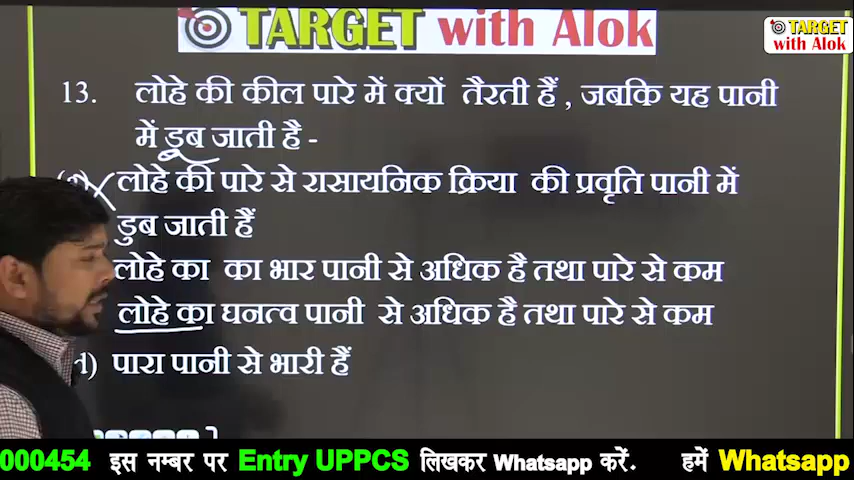 TARGET with Alok
TARGET
with Alok
13. लोहे की कील पारे में क्यों तैरती हैं , जबकि यह पानी
में डूब जाती है -
लोहे की पारे से रासायनिक क्रिया की प्रवृति पानी में
डुब जाती हैं
लोहे का का भार पानी से अधिक है तथा पारे से कम
लोहे का घनत्व पानी से अधिक है तथा पारे से कम
पारा पानी से भारी हैं
000454 इस नम्बर पर Entry UPPCS लिखकर Whatsapp करें. हमें Whatsapp